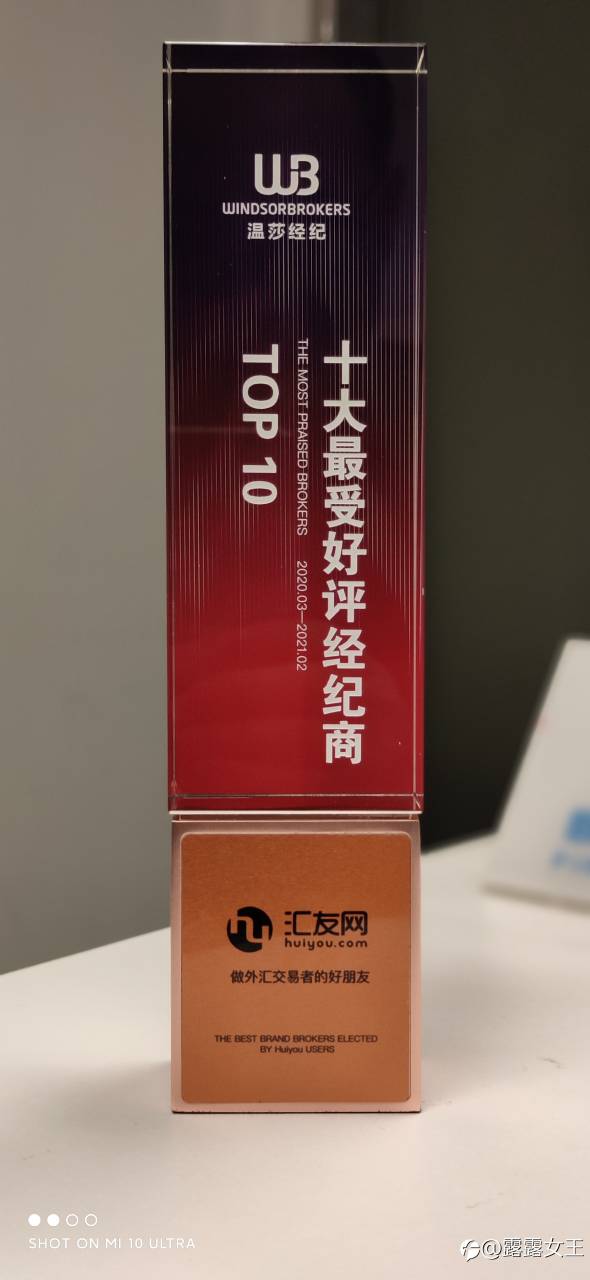 WB
WINDSORBROKERS
温莎经纪
十大最受好评经纪商
THE MOST PRAISED BROKERS 2020.03—2021.02
TOP 10
汇友网
huiyou.com
做外汇交易者的好朋友
THE BEST BRAND BROKERS ELECTED
BY Huiyou USERS
SHOT ON MI 10 ULTRA
@露露女王